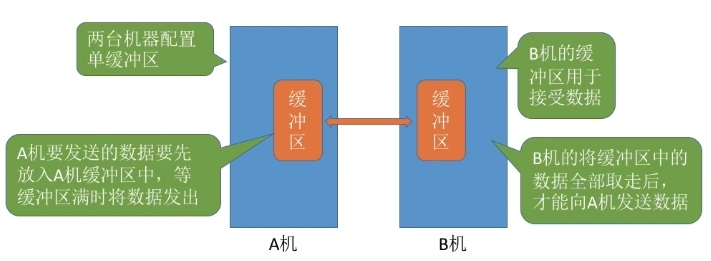 两台机器配置
单缓冲区
B机的缓
冲区用于
接受数据
缓
冲
区
缓
冲
区
A机要发送的数据要先
放入A机缓冲区中，等
缓冲区满时将数据发出
B机的将缓冲区中的
数据全部取走后，
才能向A机发送数据
A机
B机